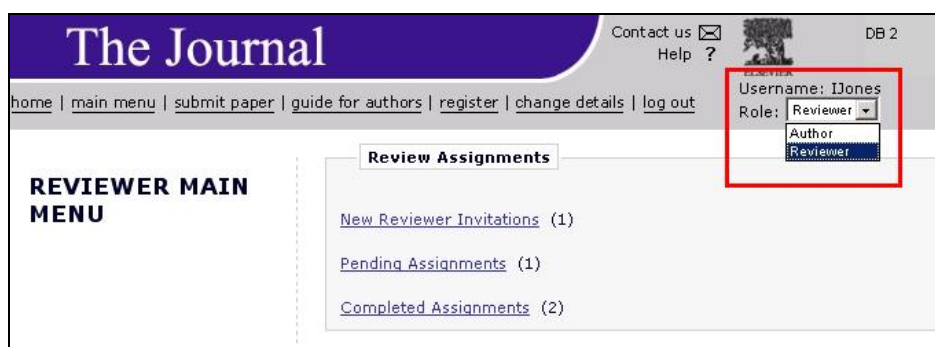 The Journal
Contact us
Help ?
DB 2
ELSEVIER
home | main menu | submit paper | guide for authors | register | change details | log out
Username: IJones
Role: Reviewer
Author
Reviewer
Review Assignments
REVIEWER MAIN
MENU
New Reviewer Invitations (1)
Pending Assignments (1)
Completed Assignments (2)